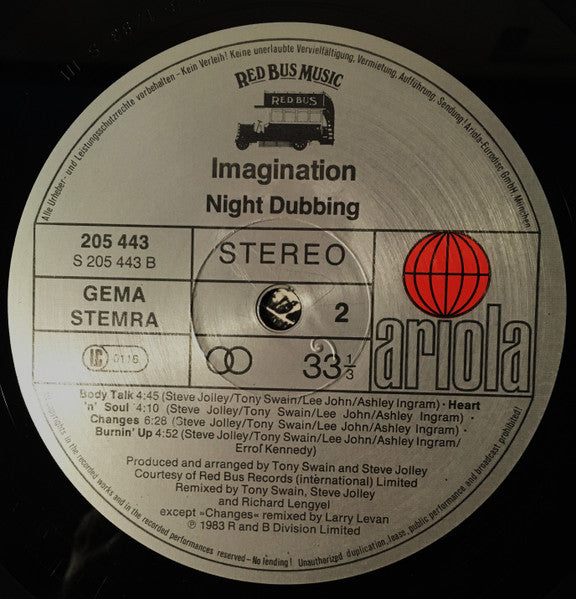 Alle Urheber- und Leistungsschutzrechte vorbehalten – Kein Verleih! Keine unerlaubte Vervielfältigung, Vermietung, Aufführung, Sendung! Ariola-Eurodisc GmbH, München
RED BUS MUSIC
RED BUS
Imagination
Night Dubbing
205 443
S 205 443 B
STEREO
GEMA
STEMRA
2
LC 0116
33 1/3
ariola
Body Talk 4:45 (Steve Jolley/Tony Swain/Lee John/Ashley Ingram) · Heart
'n' Soul 4:10 (Steve Jolley/Tony Swain/Lee John/Ashley Ingram) ·
Changes 6:28 (Steve Jolley/Tony Swain/Lee John/Ashley Ingram) ·
Burnin' Up 4:52 (Steve Jolley/Tony Swain/Lee John/Ashley Ingram/
Errol Kennedy)
Produced and arranged by Tony Swain and Steve Jolley
Courtesy of Red Bus Records (international) Limited
Remixed by Tony Swain, Steve Jolley
and Richard Lengyel
except »Changes« remixed by Larry Levan
℗ 1983 R and B Division Limited
copyrights in the recorded works and in the recorded performances reserved – No lending! Unauthorized duplication, lease, public performance and broadcast prohibited!